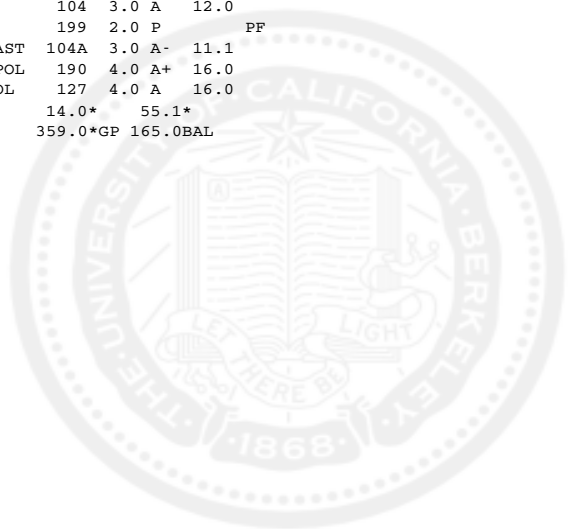 104 3.0 A 12.0
199 2.0 P PF
AST 104A 3.0 A- 11.1
POL 190 4.0 A+ 16.0
OL 127 4.0 A 16.0
14.0* 55.1*
359.0*GP 165.0BAL
THE·UNIVERSITY·OF·CALIFORNIA·BERKELEY
A
LET THERE BE LIGHT
·1868·